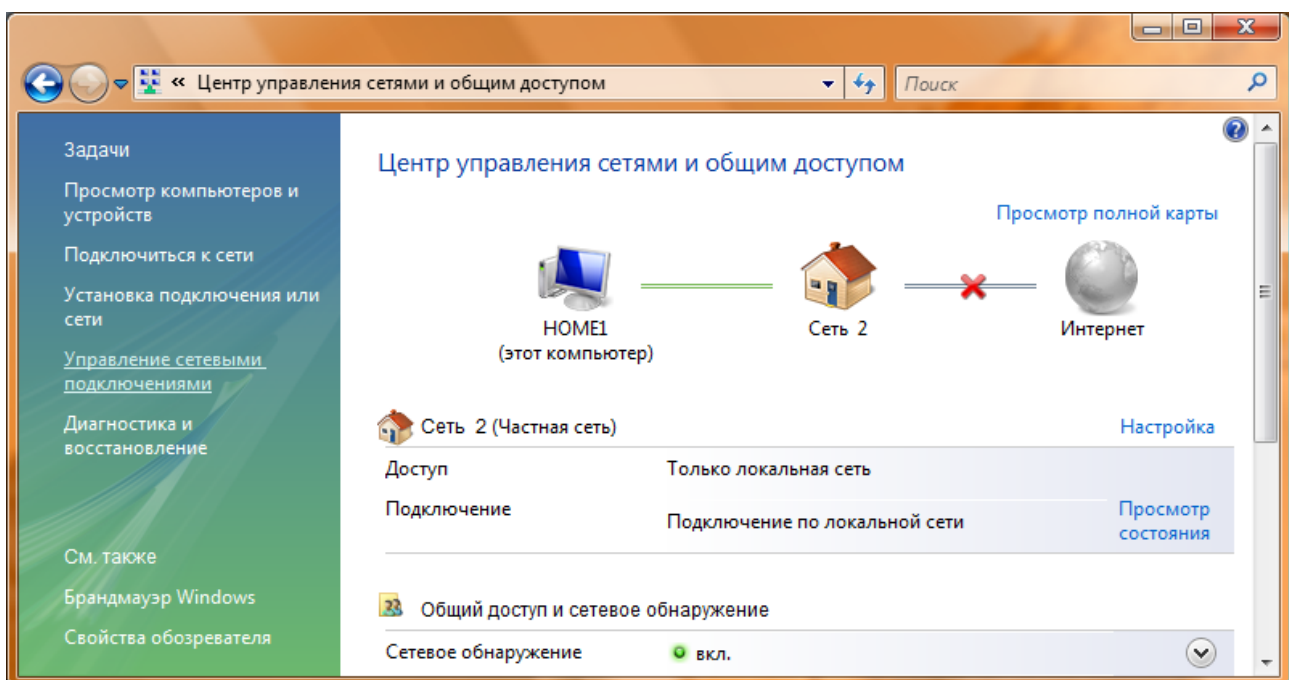 « Центр управления сетями и общим доступом
Поиск
Задачи
Просмотр компьютеров и
устройств
Подключиться к сети
Установка подключения или
сети
Управление сетевыми
подключениями
Диагностика и
восстановление
См. также
Брандмауэр Windows
Свойства обозревателя
Центр управления сетями и общим доступом
Просмотр полной карты
HOME1
(этот компьютер)
Сеть 2
Интернет
Сеть 2 (Частная сеть)
Настройка
Доступ
Только локальная сеть
Подключение
Подключение по локальной сети
Просмотр
состояния
Общий доступ и сетевое обнаружение
Сетевое обнаружение
вкл.